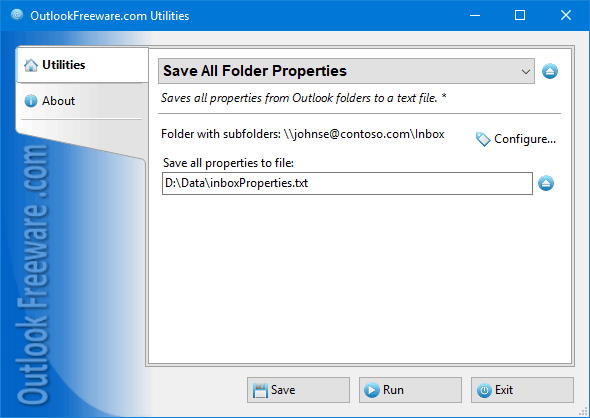 OutlookFreeware.com Utilities
Utilities
About
Outlook Freeware .com
Save All Folder Properties
Saves all properties from Outlook folders to a text file. *
Folder with subfolders: \\johnse@contoso.com\Inbox
Configure...
Save all properties to file:
D:\Data\inboxProperties.txt
Save
Run
Exit